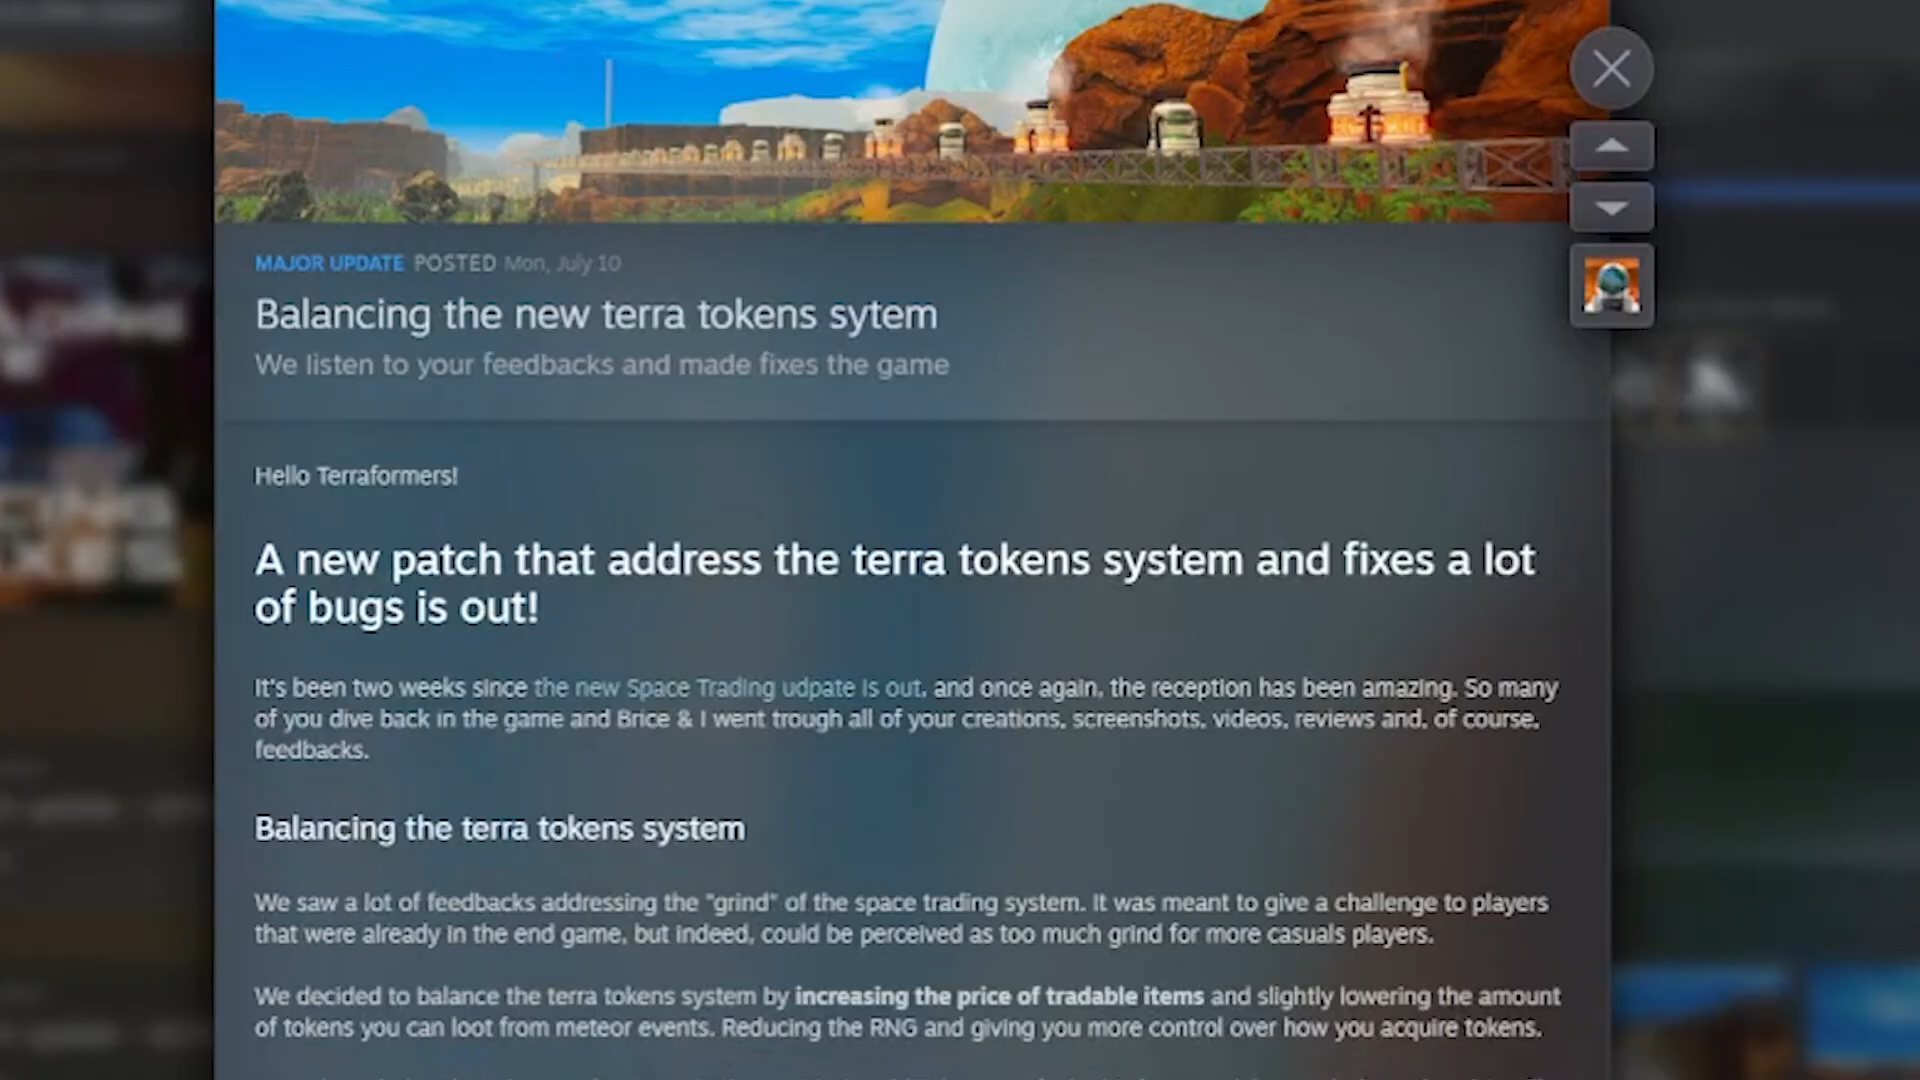 MAJOR UPDATE POSTED Mon, July 10
Balancing the new terra tokens sytem
We listen to your feedbacks and made fixes the game
Hello Terraformers!
A new patch that address the terra tokens system and fixes a lot
of bugs is out!
It's been two weeks since the new Space Trading udpate is out, and once again, the reception has been amazing. So many
of you dive back in the game and Brice & I went trough all of your creations, screenshots, videos, reviews and, of course,
feedbacks.
Balancing the terra tokens system
We saw a lot of feedbacks addressing the "grind" of the space trading system. It was meant to give a challenge to players
that were already in the end game, but indeed, could be perceived as too much grind for more casuals players.
We decided to balance the terra tokens system by increasing the price of tradable items and slightly lowering the amount
of tokens you can loot from meteor events. Reducing the RNG and giving you more control over how you acquire tokens.